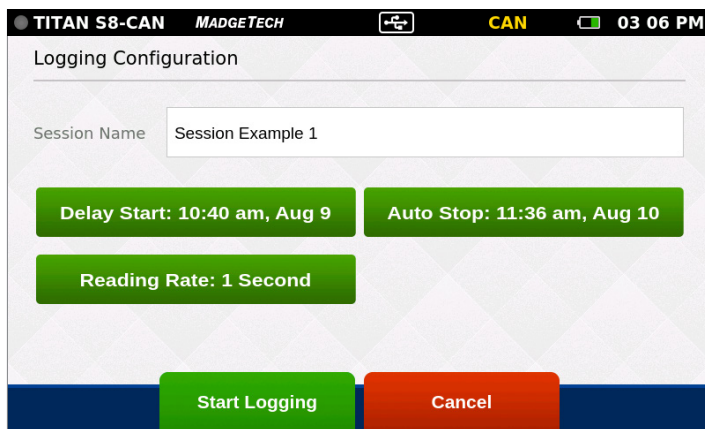 TITAN S8-CAN MADGETECH CAN 03 06 PM
Logging Configuration
Session Name Session Example 1
Delay Start: 10:40 am, Aug 9 Auto Stop: 11:36 am, Aug 10
Reading Rate: 1 Second
Start Logging Cancel